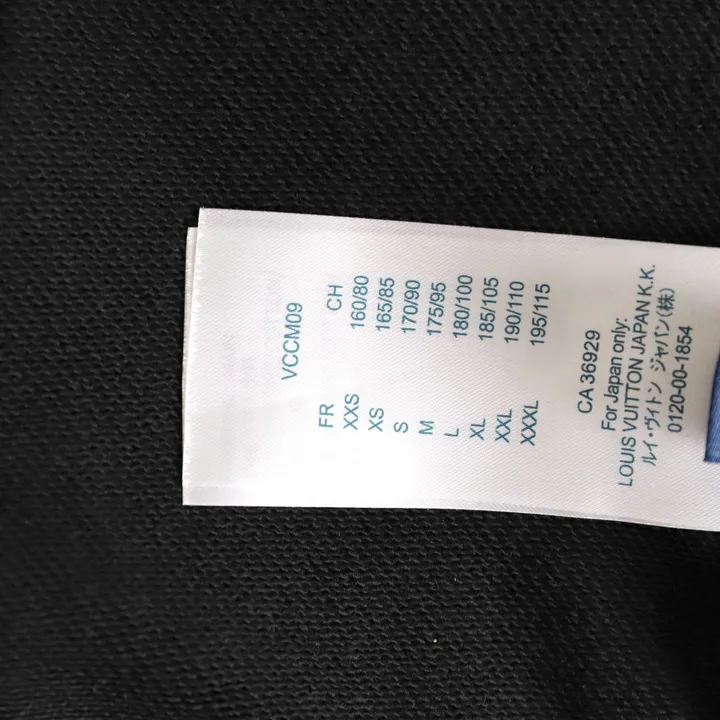 VCCM09
FR CH
XXS 160/80
XS 165/85
S 170/90
M 175/95
L 180/100
XL 185/105
XXL 190/110
XXXL 195/115
CA 36929
For Japan only:
LOUIS VUITTON JAPAN K.K.
ルイ・ヴィトン ジャパン(株)
0120-00-1854